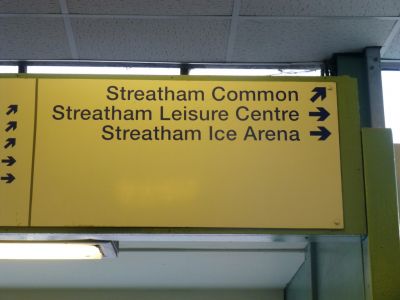 Streatham Common
Streatham Leisure Centre
Streatham Ice Arena